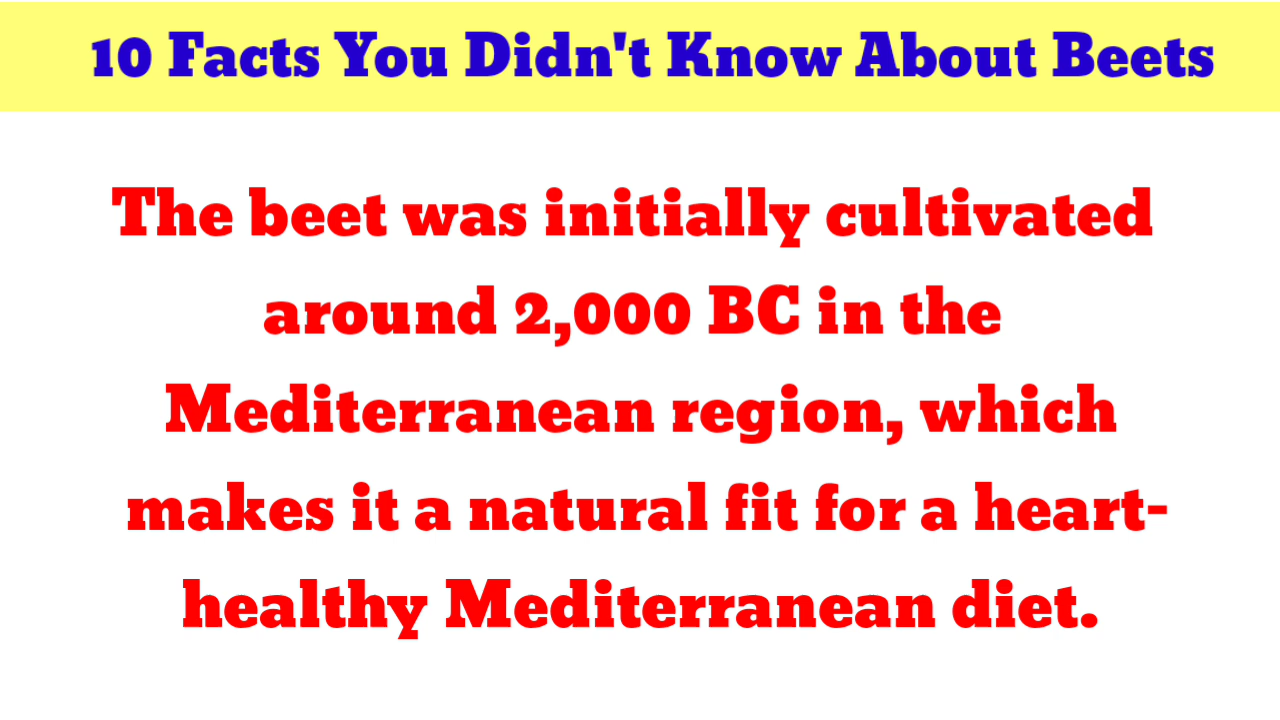 10 Facts You Didn't Know About Beets
The beet was initially cultivated
around 2,000 BC in the
Mediterranean region, which
makes it a natural fit for a heart-
healthy Mediterranean diet.